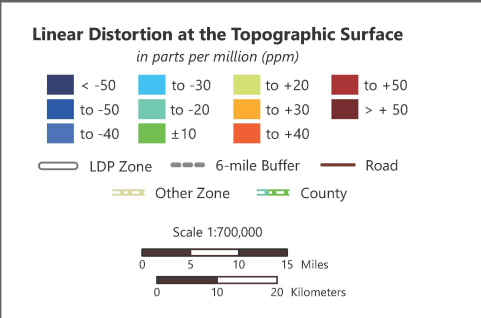 Linear Distortion at the Topographic Surface
in parts per million (ppm)
< -50 to -30 to +20 to +50
to -50 to -20 to +30 > + 50
to -40 ±10 to +40
LDP Zone 6-mile Buffer Road
Other Zone County
Scale 1:700,000
0 5 10 15 Miles
0 10 20 Kilometers